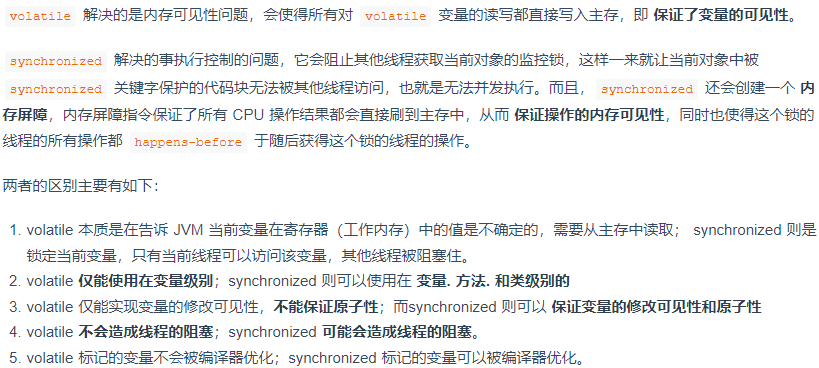 volatile 解决的是内存可见性问题，会使得所有对 volatile 变量的读写都直接写入主存，即 保证了变量的可见性。
synchronized 解决的事执行控制的问题，它会阻止其他线程获取当前对象的监控锁，这样一来就让当前对象中被
synchronized 关键字保护的代码块无法被其他线程访问，也就是无法并发执行。而且，synchronized 还会创建一个 内
存屏障，内存屏障指令保证了所有 CPU 操作结果都会直接刷到主存中，从而 保证操作的内存可见性，同时也使得这个锁的
线程的所有操作都 happens-before 于随后获得这个锁的线程的操作。
两者的区别主要有如下：
1. volatile 本质是在告诉 JVM 当前变量在寄存器（工作内存）中的值是不确定的，需要从主存中读取； synchronized 则是
锁定当前变量，只有当前线程可以访问该变量，其他线程被阻塞住。
2. volatile 仅能使用在变量级别；synchronized 则可以使用在 变量. 方法. 和类级别的
3. volatile 仅能实现变量的修改可见性，不能保证原子性；而synchronized 则可以 保证变量的修改可见性和原子性
4. volatile 不会造成线程的阻塞；synchronized 可能会造成线程的阻塞。
5. volatile 标记的变量不会被编译器优化；synchronized 标记的变量可以被编译器优化。